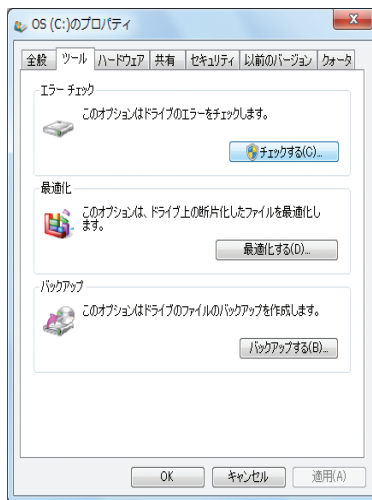 OS (C:)のプロパティ
全般 ツール ハードウェア 共有 セキュリティ 以前のバージョン クォータ
エラー チェック
このオプションはドライブのエラーをチェックします。
チェックする(C)...
最適化
このオプションは、ドライブ上の断片化したファイルを最適化し
ます。
最適化する(D)...
バックアップ
このオプションはドライブのファイルのバックアップを作成します。
バックアップする(B)...
OK キャンセル 適用(A)